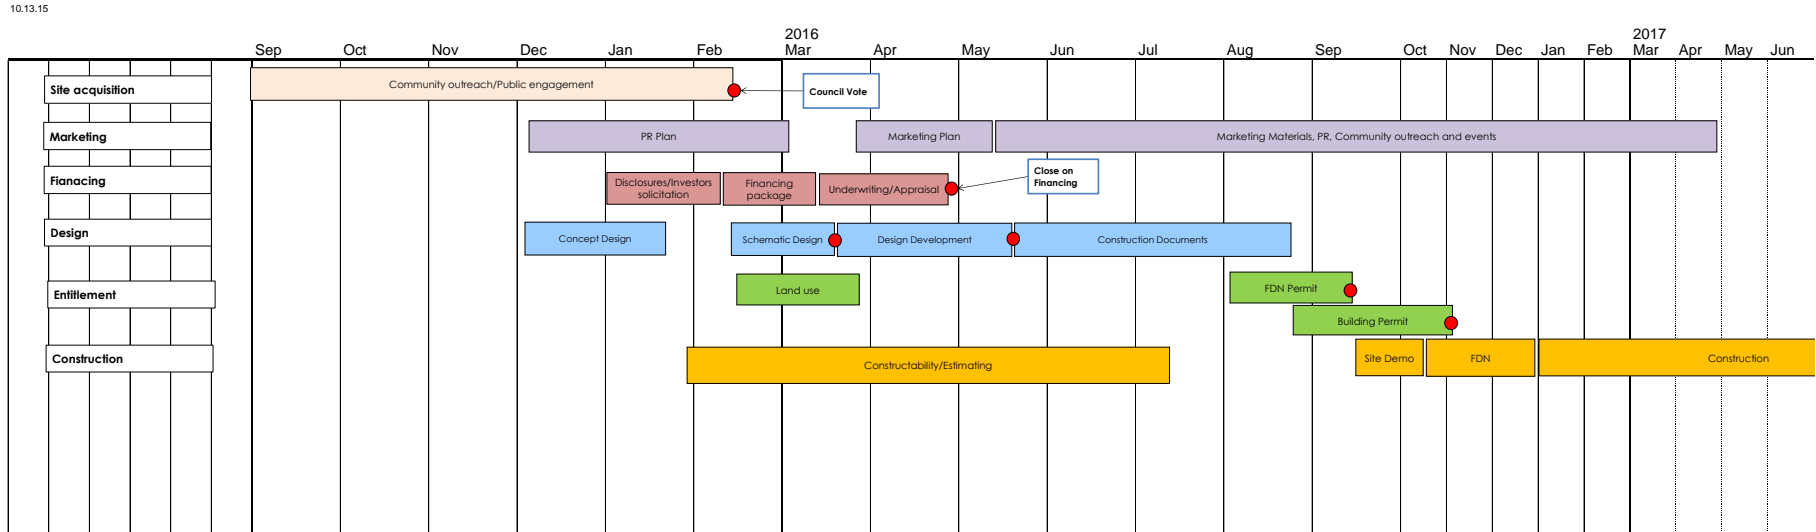 10.13.15
2016
2017
Sep Oct Nov Dec Jan Feb Mar Apr May Jun Jul Aug Sep Oct Nov Dec Jan Feb Mar Apr May Jun
Site acquisition
Community outreach/Public engagement
Council Vote
Marketing
PR Plan
Marketing Plan
Marketing Materials, PR, Community outreach and events
Fianacing
Disclosures/Investors
solicitation
Financing
package
Underwriting/Appraisal
Close on
Financing
Design
Concept Design
Schematic Design
Design Development
Construction Documents
Entitlement
Land use
FDN Permit
Building Permit
Construction
Constructability/Estimating
Site Demo
FDN
Construction